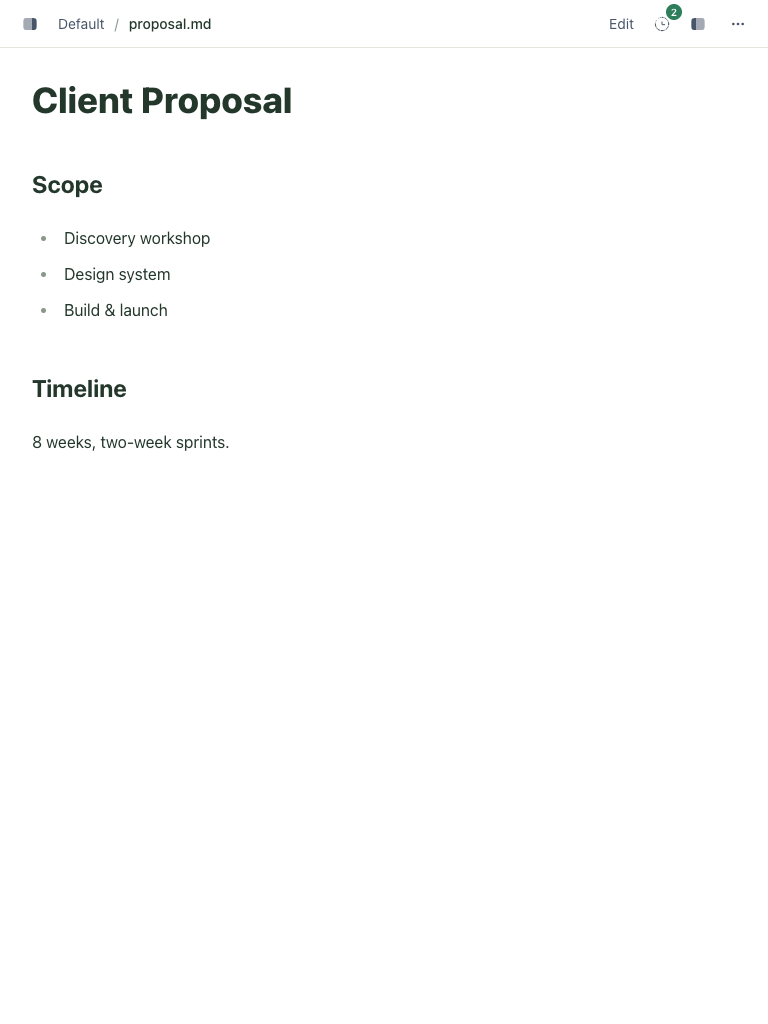 Default / proposal.md
Edit
2
Client Proposal
Scope
• Discovery workshop
• Design system
• Build & launch
Timeline
8 weeks, two-week sprints.